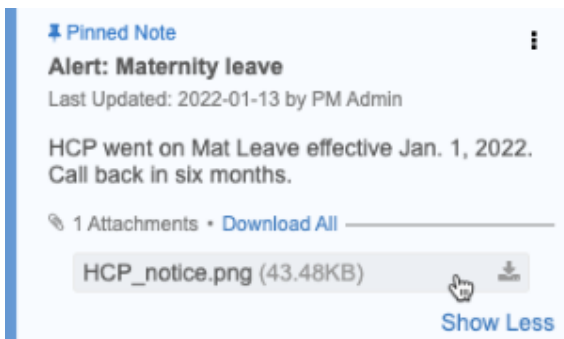 Pinned Note
Alert: Maternity leave
Last Updated: 2022-01-13 by PM Admin
HCP went on Mat Leave effective Jan. 1, 2022.
Call back in six months.
1 Attachments • Download All
HCP_notice.png (43.48KB)
Show Less